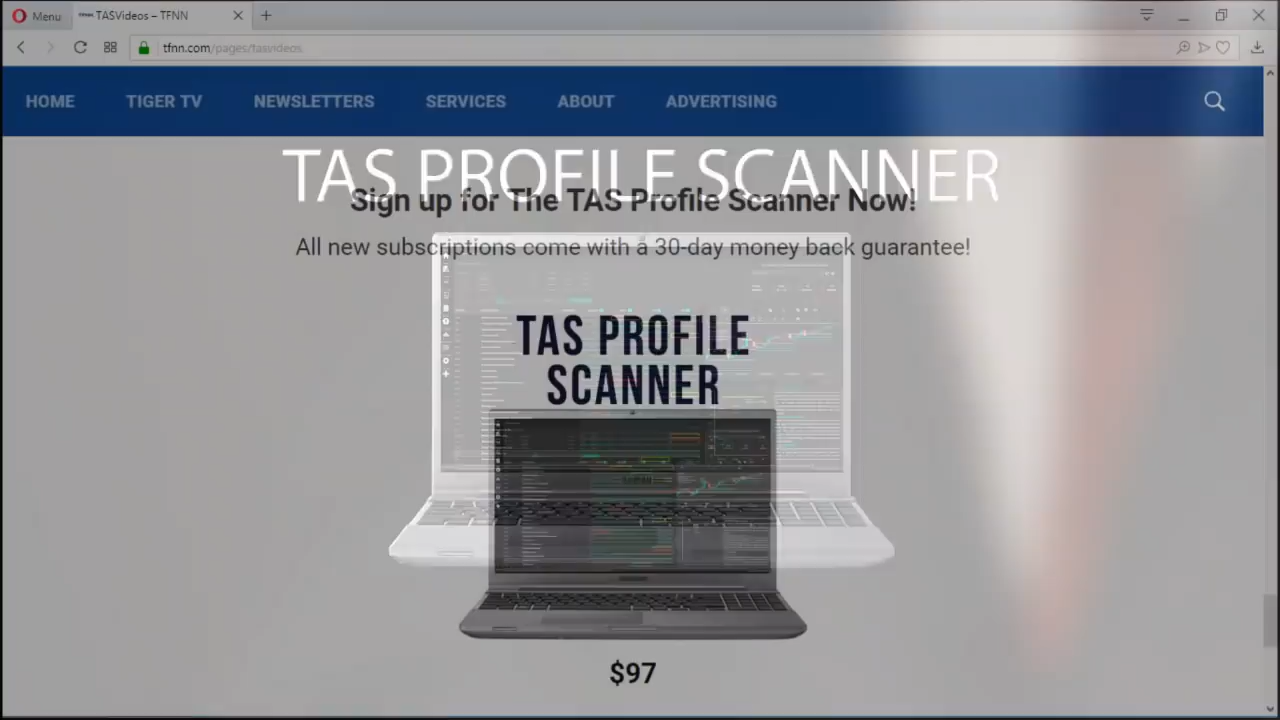 Menu
TASVideos – TFNN
tfnn.com/pages/tasvideos
HOME TIGER TV NEWSLETTERS SERVICES ABOUT ADVERTISING
TAS PROFILE SCANNER
Sign up for The TAS Profile Scanner Now!
All new subscriptions come with a 30-day money back guarantee!
TAS PROFILE
SCANNER
$97